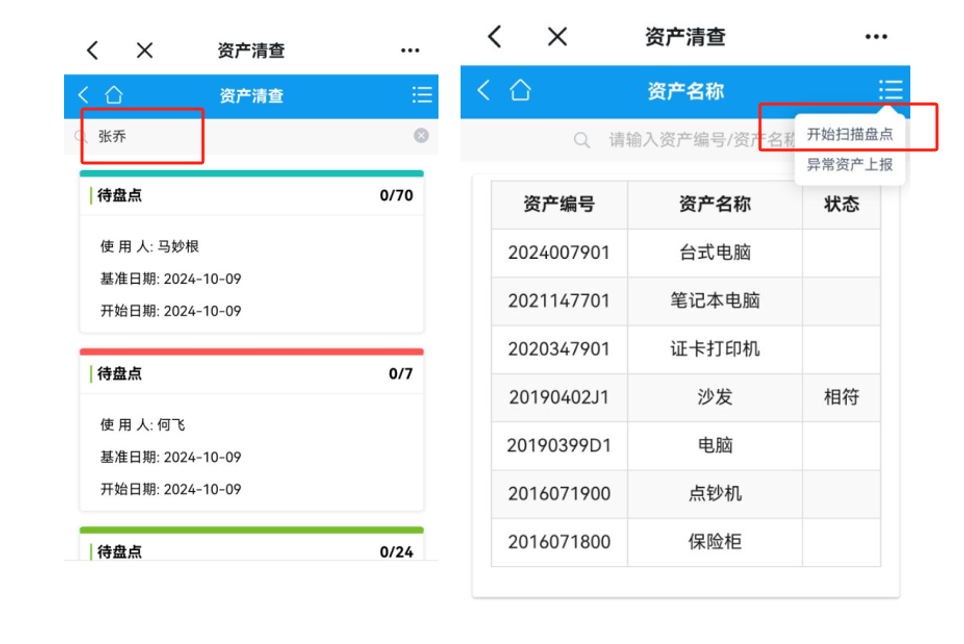 资产清查
资产清查
张乔
待盘点 0/70
使 用 人: 马妙根
基准日期: 2024-10-09
开始日期: 2024-10-09
待盘点 0/7
使 用 人: 何飞
基准日期: 2024-10-09
开始日期: 2024-10-09
待盘点 0/24
资产清查
资产名称
请输入资产编号/资产名称
开始扫描盘点
异常资产上报
资产编号 资产名称 状态
2024007901 台式电脑
2021147701 笔记本电脑
2020347901 证卡打印机
20190402J1 沙发 相符
20190399D1 电脑
2016071900 点钞机
2016071800 保险柜